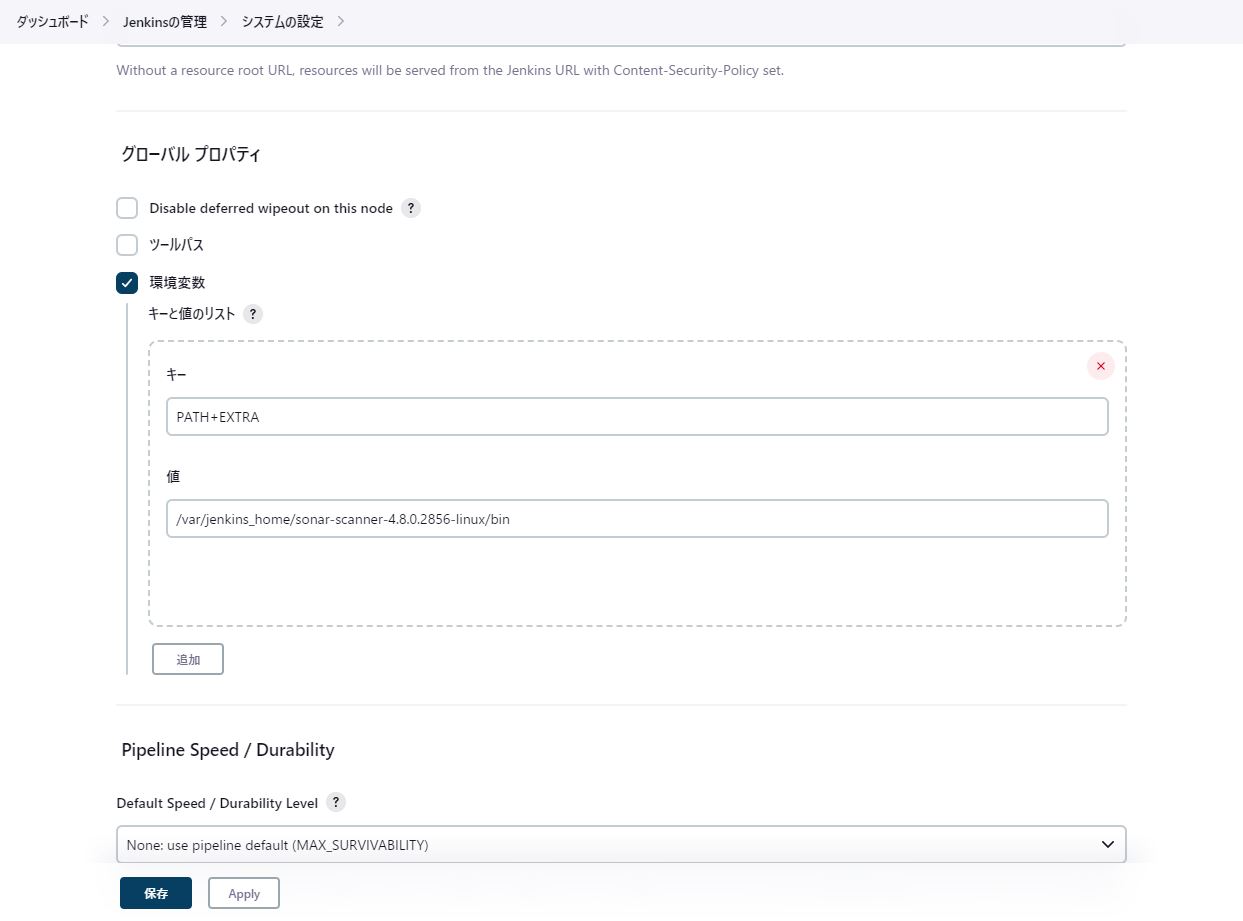 ダッシュボード > Jenkinsの管理 > システムの設定 >
Without a resource root URL, resources will be served from the Jenkins URL with Content-Security-Policy set.
グローバル プロパティ
Disable deferred wipeout on this node ?
ツールパス
環境変数
キーと値のリスト ?
キー
PATH+EXTRA
値
/var/jenkins_home/sonar-scanner-4.8.0.2856-linux/bin
追加
Pipeline Speed / Durability
Default Speed / Durability Level ?
None: use pipeline default (MAX_SURVIVABILITY)
保存 Apply